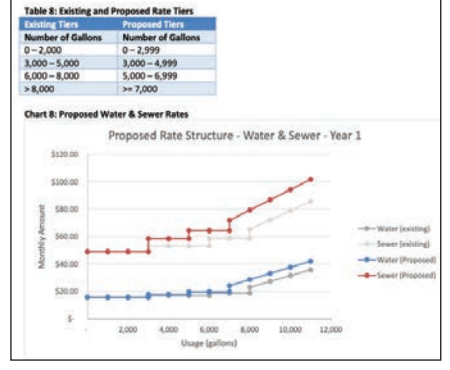 Table 8: Existing and Proposed Rate Tiers
Existing Tiers Proposed Tiers
Number of Gallons Number of Gallons
0 – 2,000 0 – 2,999
3,000 – 5,000 3,000 – 4,999
6,000 – 8,000 5,000 – 6,999
> 8,000 >= 7,000
Chart 8: Proposed Water & Sewer Rates
Proposed Rate Structure - Water & Sewer - Year 1
$120.00
$100.00
$80.00
$60.00
$40.00
$20.00
$-
Monthly Amount
- 2,000 4,000 6,000 8,000 10,000 12,000
Usage (gallons)
Water (existing)
Sewer (existing)
Water (Proposed)
Sewer (Proposed)